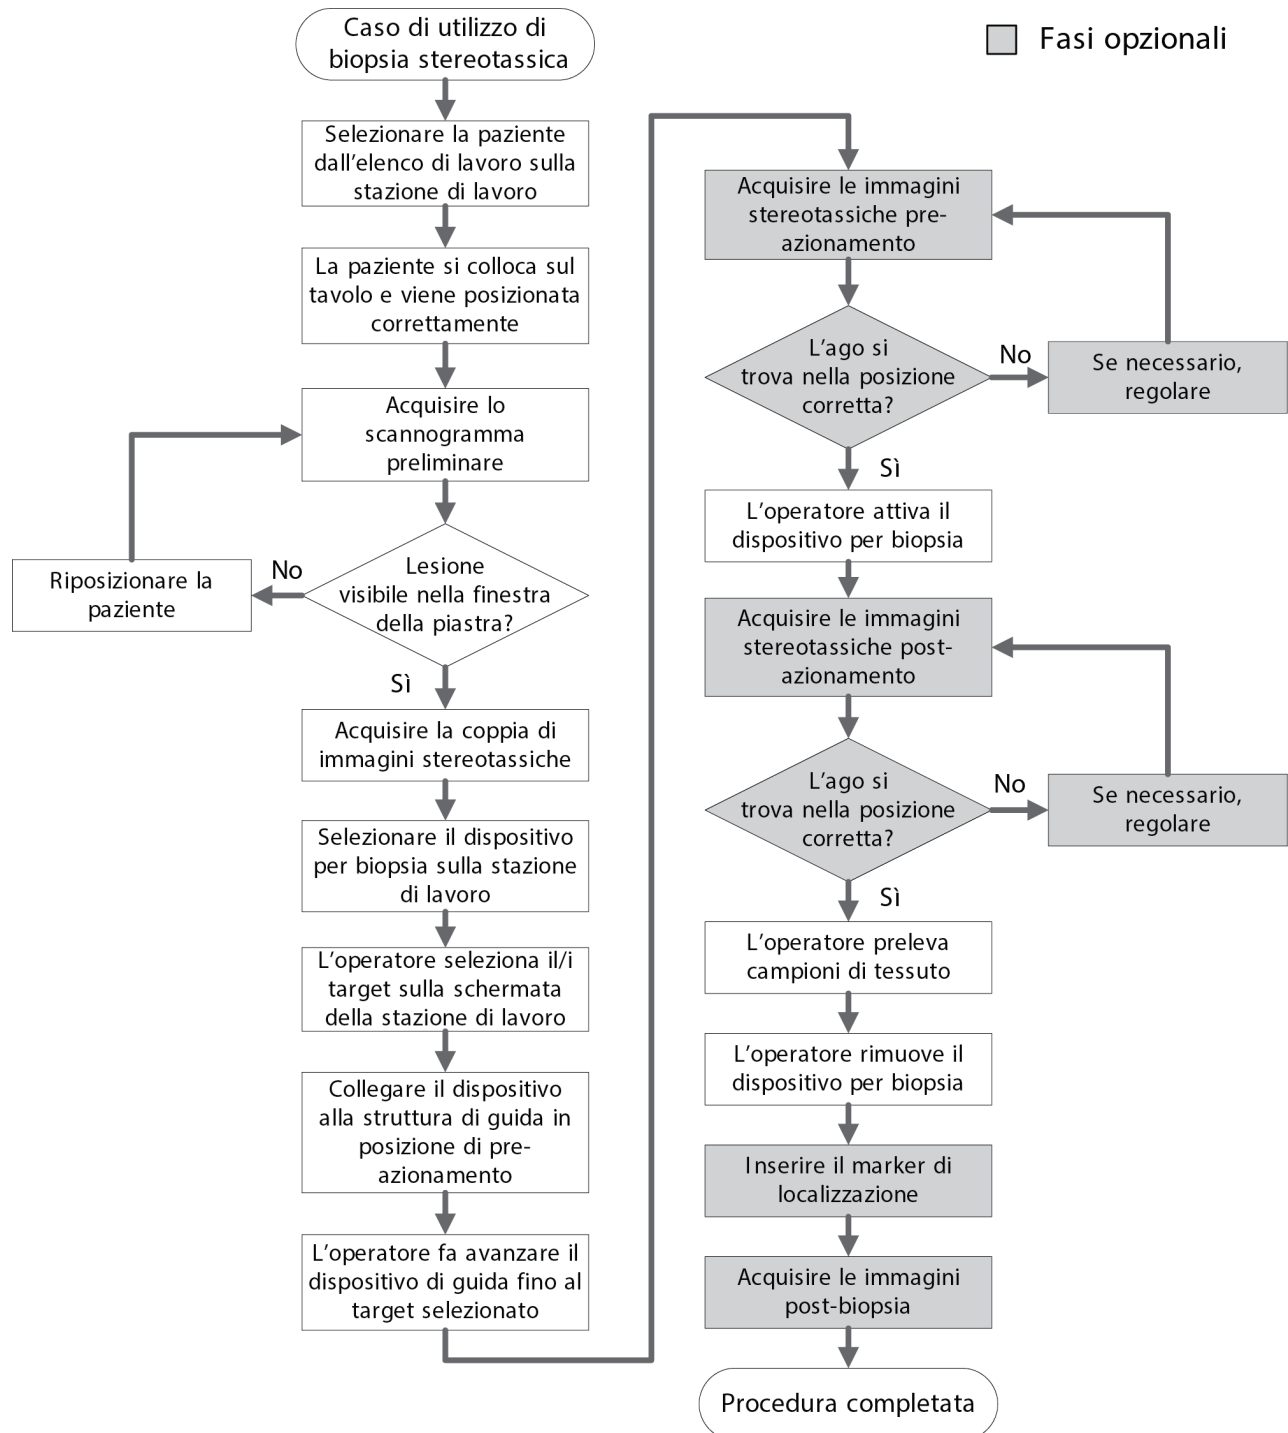 Caso di utilizzo di
biopsia stereotassica
Fasi opzionali
Selezionare la paziente
dall'elenco di lavoro sulla
stazione di lavoro
La paziente si colloca sul
tavolo e viene posizionata
correttamente
Acquisire lo
scannogramma
preliminare
Lesione
visibile nella finestra
della piastra?
No
Riposizionare la
paziente
Sì
Acquisire la coppia di
immagini stereotassiche
Selezionare il dispositivo
per biopsia sulla stazione
di lavoro
L'operatore seleziona il/i
target sulla schermata
della stazione di lavoro
Collegare il dispositivo
alla struttura di guida in
posizione di pre-
azionamento
L'operatore fa avanzare il
dispositivo di guida fino al
target selezionato
Acquisire le immagini
stereotassiche pre-
azionamento
L'ago si
trova nella posizione
corretta?
No
Se necessario,
regolare
Sì
L'operatore attiva il
dispositivo per biopsia
Acquisire le immagini
stereotassiche post-
azionamento
L'ago si
trova nella posizione
corretta?
No
Se necessario,
regolare
Sì
L'operatore preleva
campioni di tessuto
L'operatore rimuove il
dispositivo per biopsia
Inserire il marker di
localizzazione
Acquisire le immagini
post-biopsia
Procedura completata